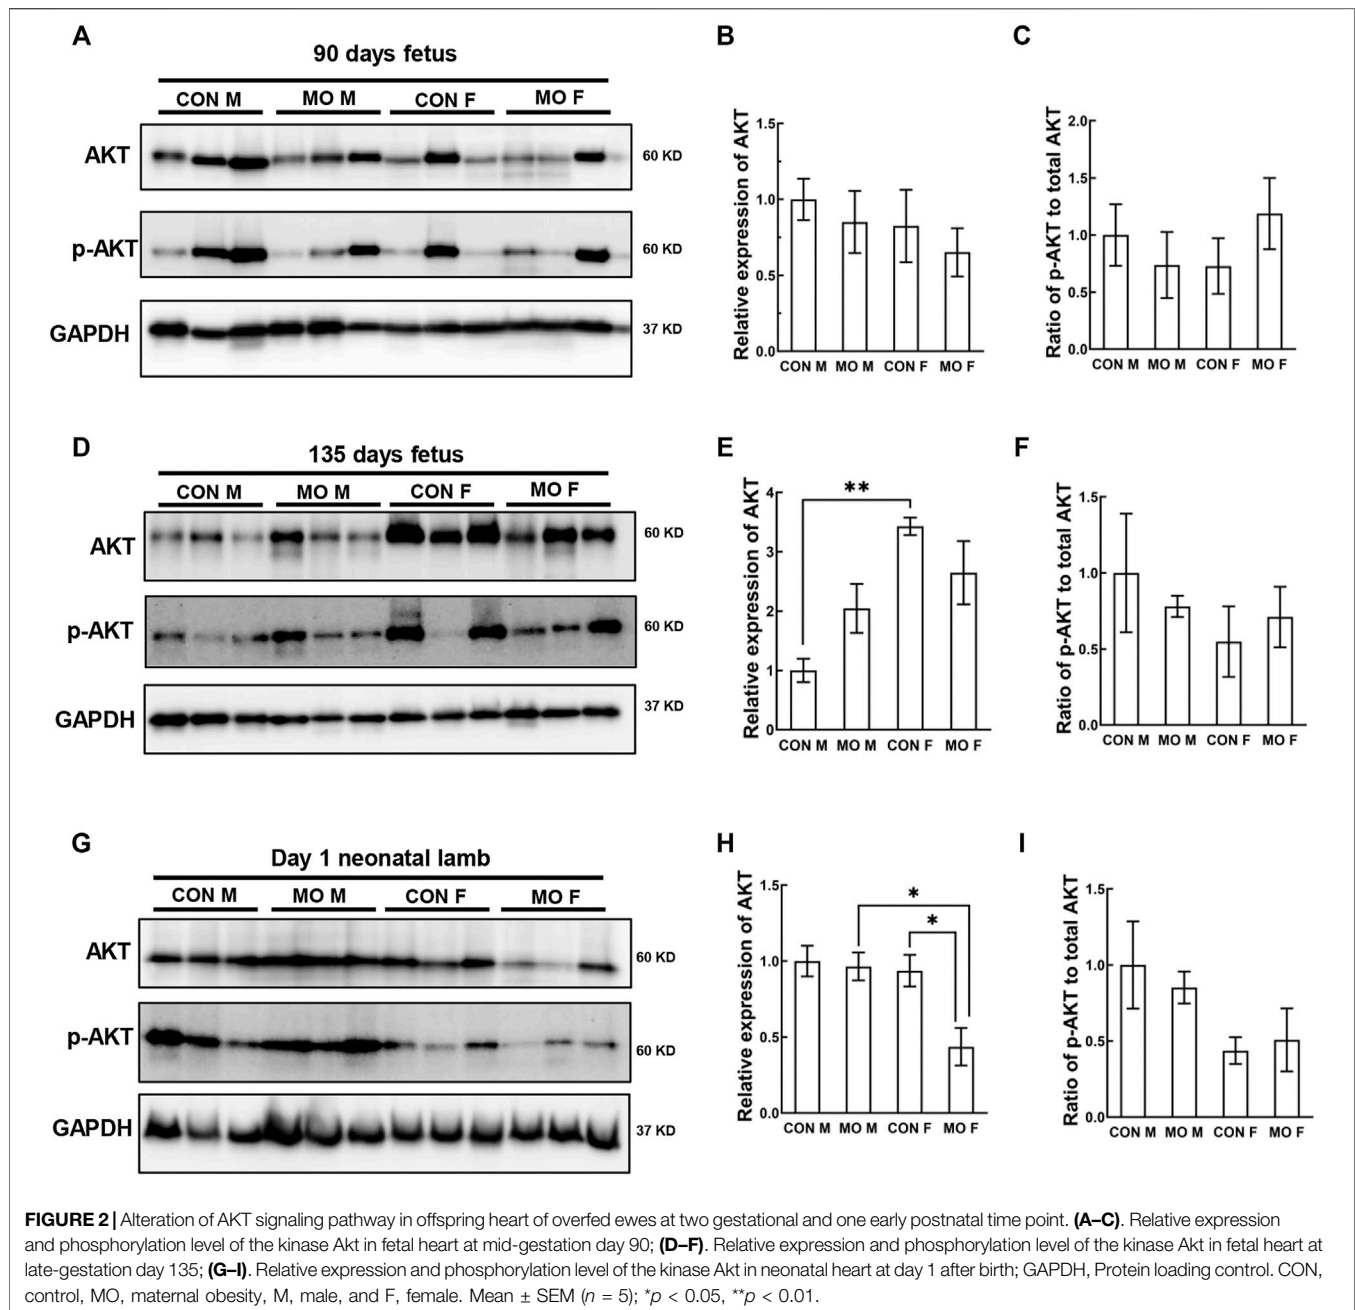 A
90 days fetus
CON M MO M CON F MO F
AKT 60 KD
p-AKT 60 KD
GAPDH 37 KD
B
Relative expression of AKT
1.5
1.0
0.5
0.0
CON M MO M CON F MO F
C
Ratio of p-AKT to total AKT
2.0
1.5
1.0
0.5
0.0
CON M MO M CON F MO F
D
135 days fetus
CON M MO M CON F MO F
AKT 60 KD
p-AKT 60 KD
GAPDH 37 KD
E
Relative expression of AKT
**
4
3
2
1
0
CON M MO M CON F MO F
F
Ratio of p-AKT to total AKT
1.5
1.0
0.5
0.0
CON M MO M CON F MO F
G
Day 1 neonatal lamb
CON M MO M CON F MO F
AKT 60 KD
p-AKT 60 KD
GAPDH 37 KD
H
Relative expression of AKT
*
*
1.5
1.0
0.5
0.0
CON M MO M CON F MO F
I
Ratio of p-AKT to total AKT
1.5
1.0
0.5
0.0
CON M MO M CON F MO F
FIGURE 2 | Alteration of AKT signaling pathway in offspring heart of overfed ewes at two gestational and one early postnatal time point. (A–C). Relative expression
and phosphorylation level of the kinase Akt in fetal heart at mid-gestation day 90; (D–F). Relative expression and phosphorylation level of the kinase Akt in fetal heart at
late-gestation day 135; (G–I). Relative expression and phosphorylation level of the kinase Akt in neonatal heart at day 1 after birth; GAPDH, Protein loading control. CON,
control, MO, maternal obesity, M, male, and F, female. Mean ± SEM (n = 5); *p < 0.05, **p < 0.01.